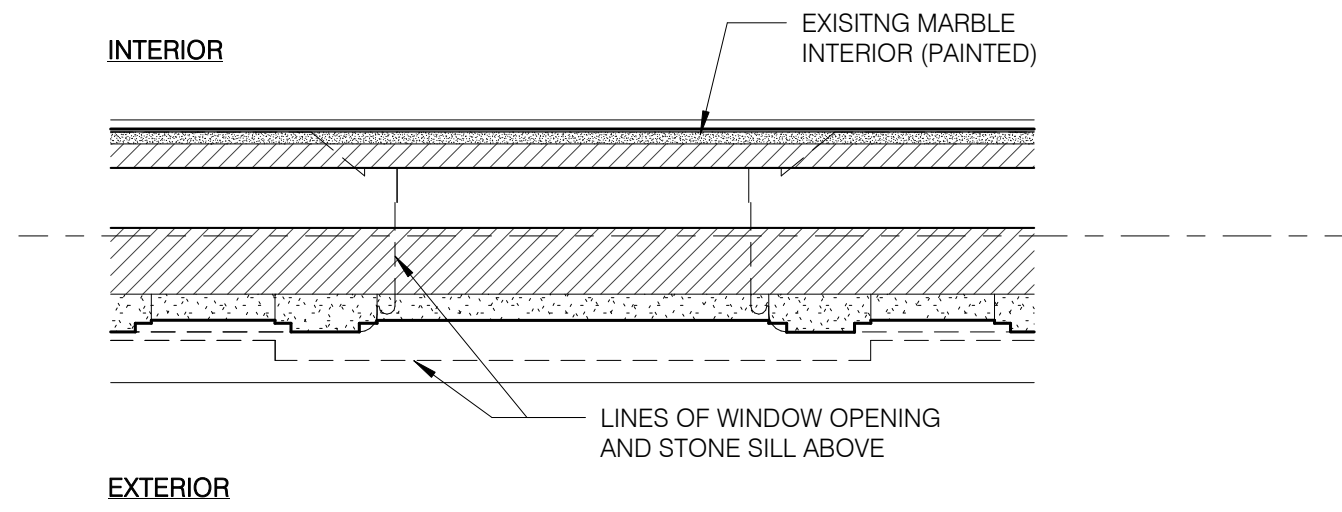 INTERIOR
EXISITNG MARBLE
INTERIOR (PAINTED)
LINES OF WINDOW OPENING
AND STONE SILL ABOVE
EXTERIOR